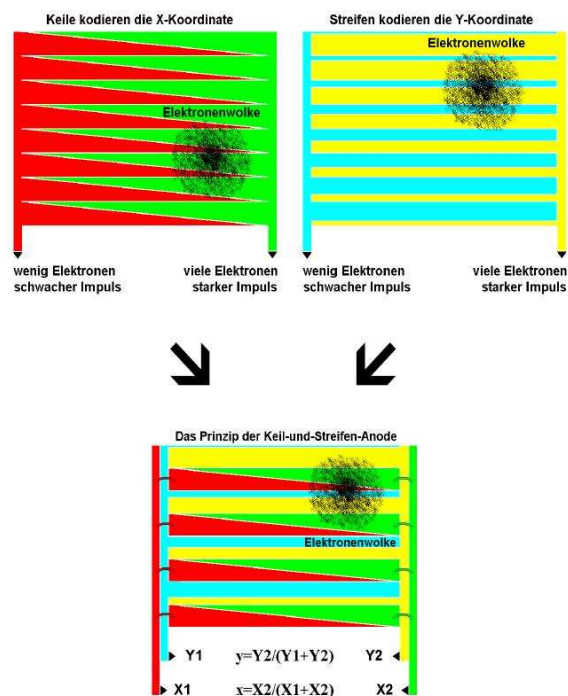 Keile kodieren die X-Koordinate
Elektronenwolke
wenig Elektronen
schwacher Impuls
viele Elektronen
starker Impuls
Streifen kodieren die Y-Koordinate
Elektronenwolke
wenig Elektronen
schwacher Impuls
viele Elektronen
starker Impuls
Das Prinzip der Keil-und-Streifen-Anode
Elektronenwolke
Y1 y=Y2/(Y1+Y2) Y2
X1 x=X2/(X1+X2) X2